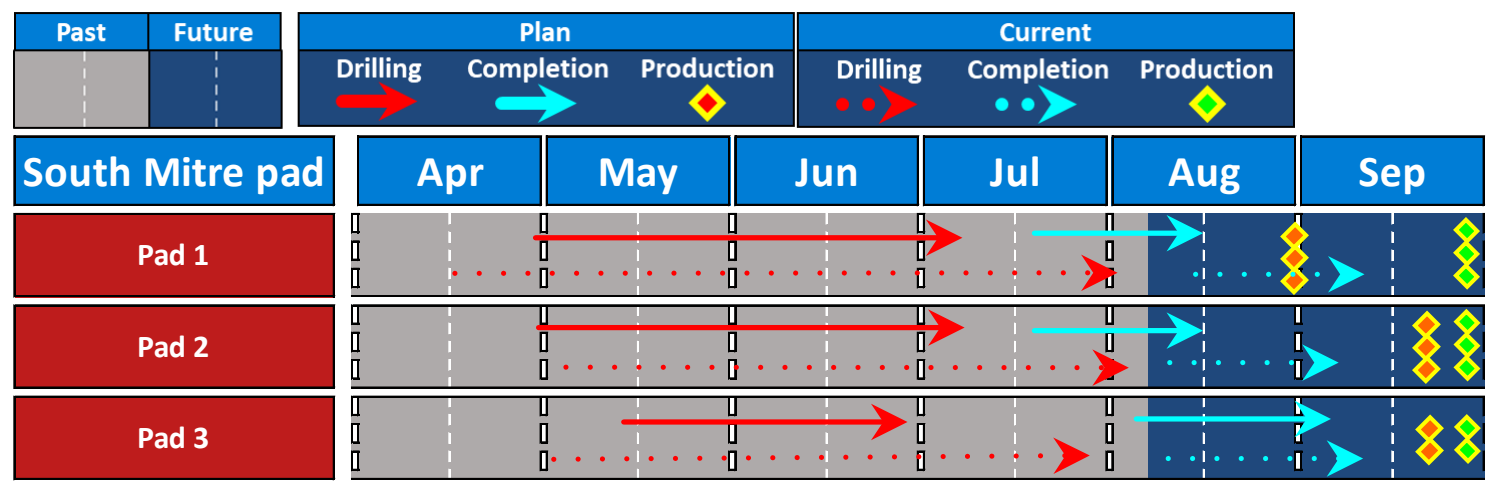 Past Future Plan Current
Drilling Completion Production Drilling Completion Production
South Mitre pad Apr May Jun Jul Aug Sep
Pad 1
Pad 2
Pad 3